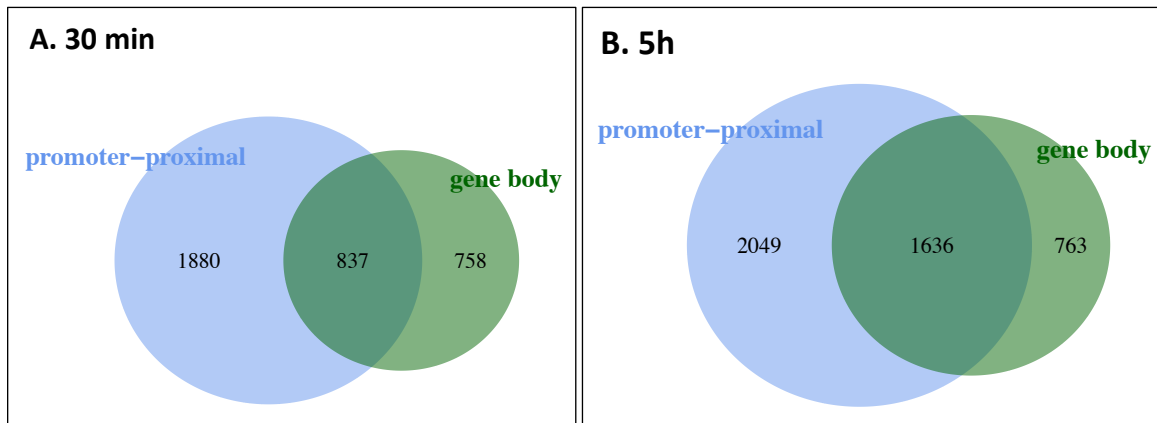 A. 30 min
promoter−proximal
gene body
1880
837
758
B. 5h
promoter−proximal
gene body
2049
1636
763